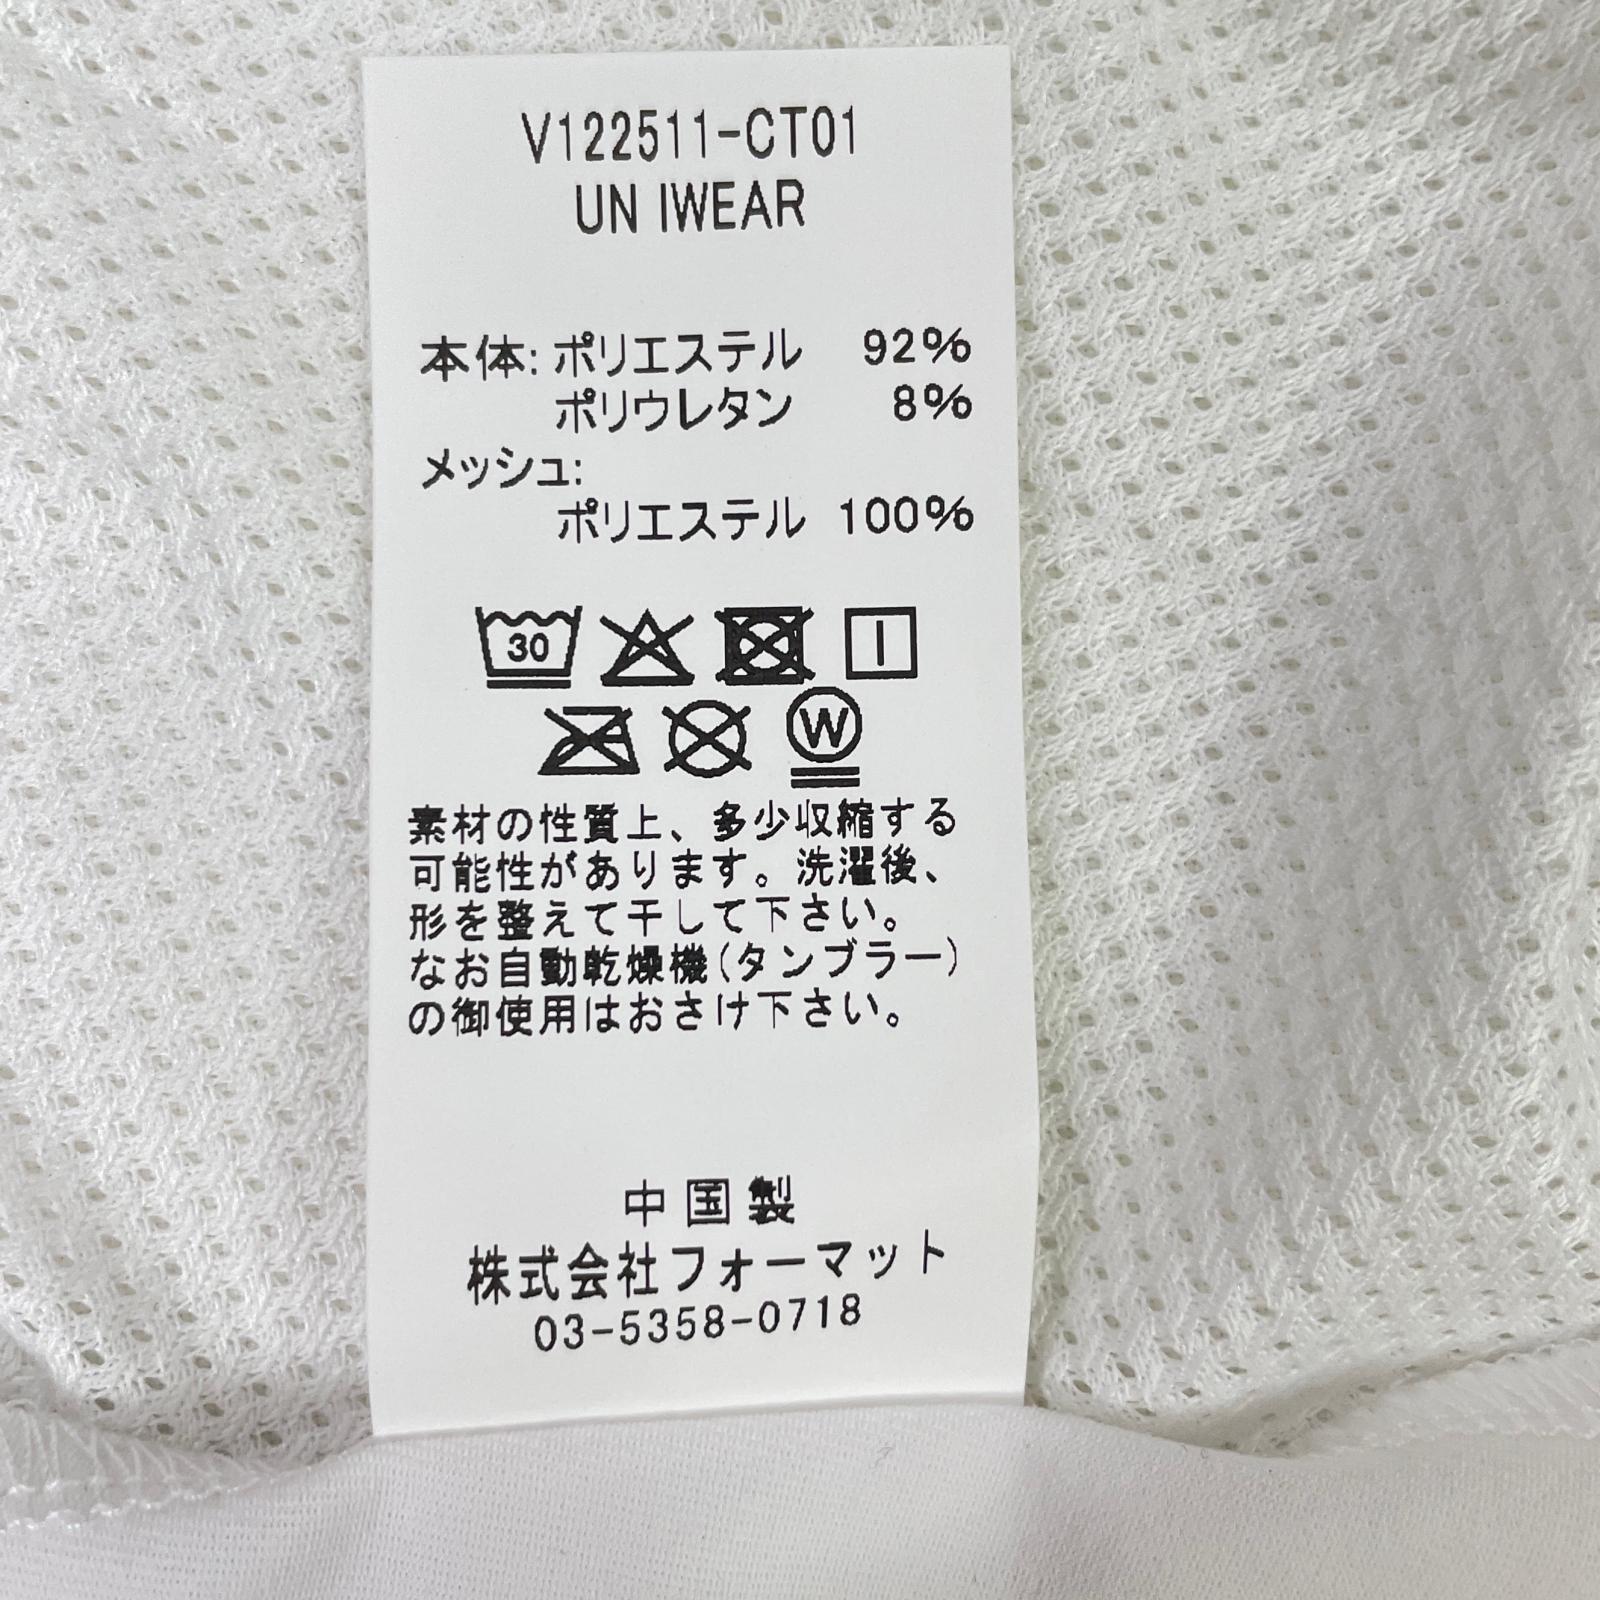 V122511-CT01
UN IWEAR
本体: ポリエステル 92%
ポリウレタン 8%
メッシュ:
ポリエステル 100%
30
W
素材の性質上、多少収縮する
可能性があります。洗濯後、
形を整えて干して下さい。
なお自動乾燥機(タンブラー)
の御使用はおさけ下さい。
中国製
株式会社フォーマット
03-5358-0718